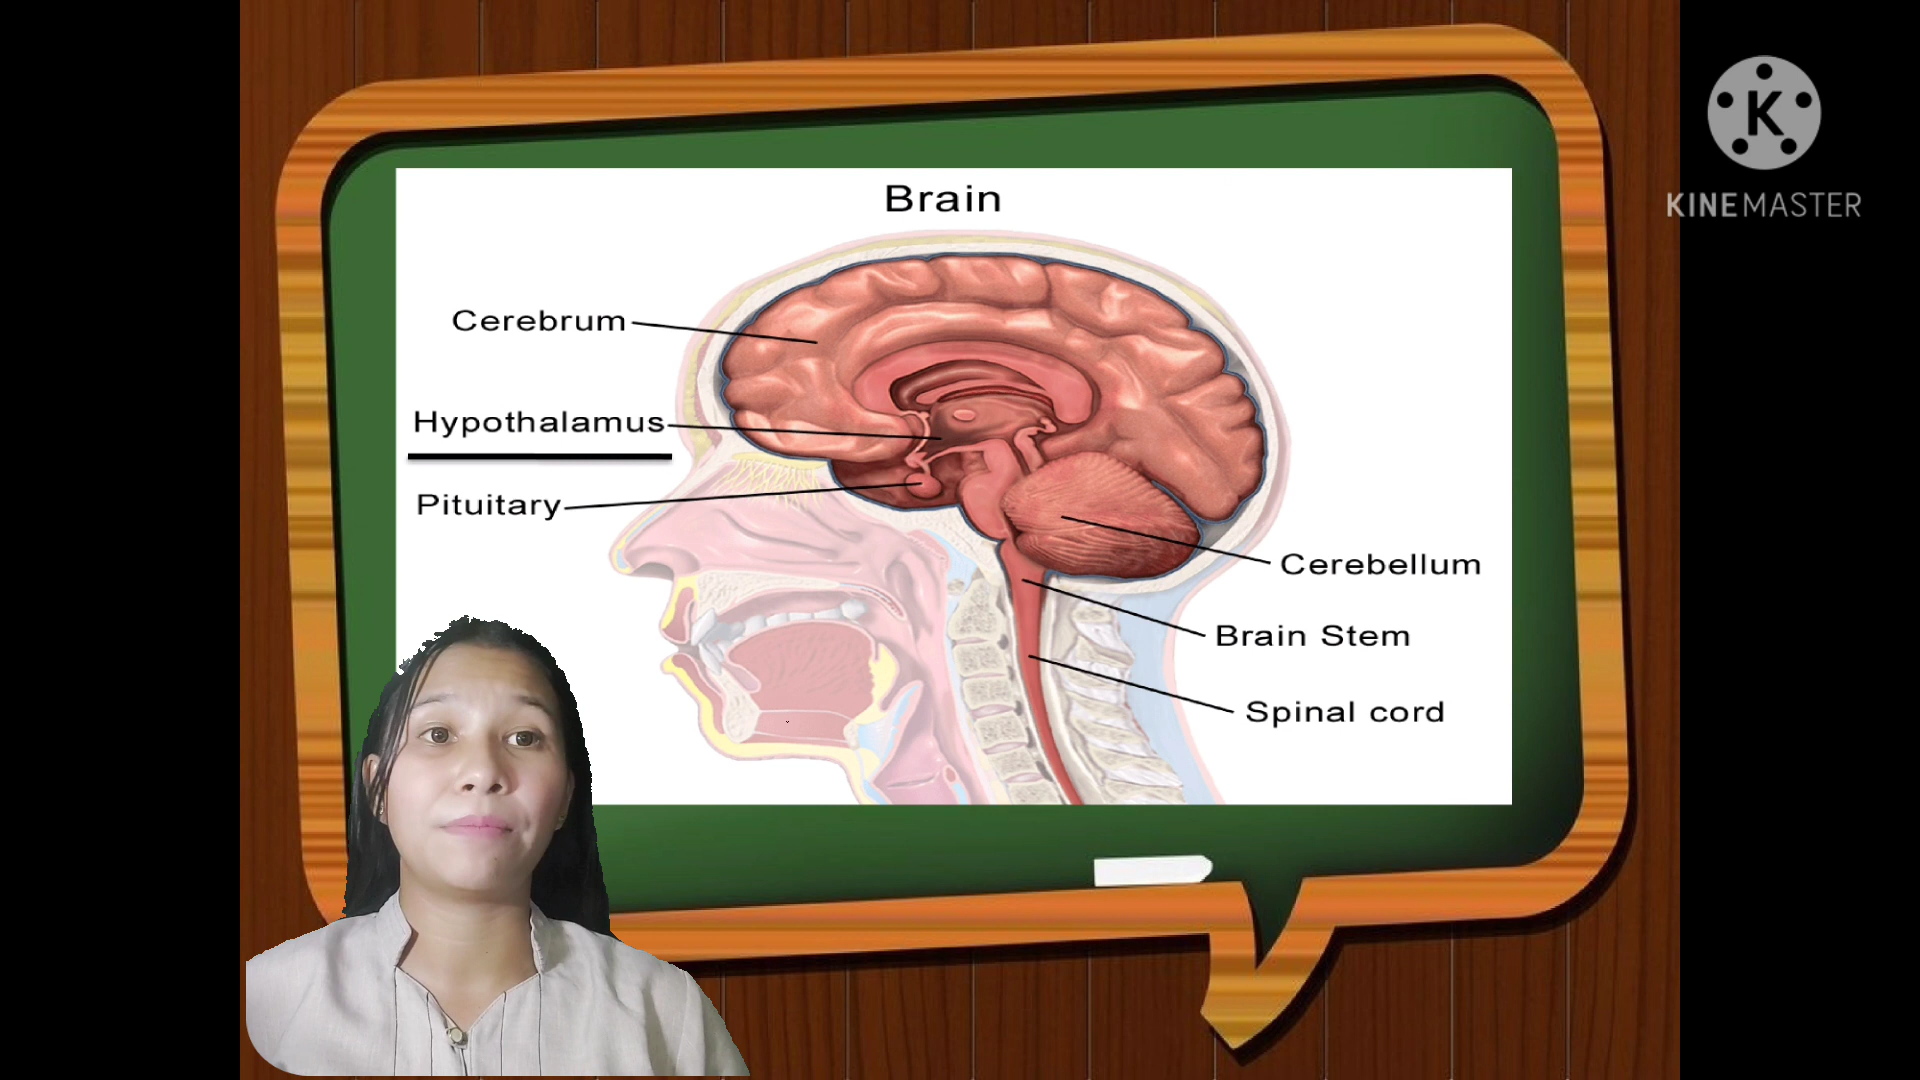 Brain
Cerebrum
Hypothalamus
Pituitary
Cerebellum
Brain Stem
Spinal cord
K
KINEMASTER